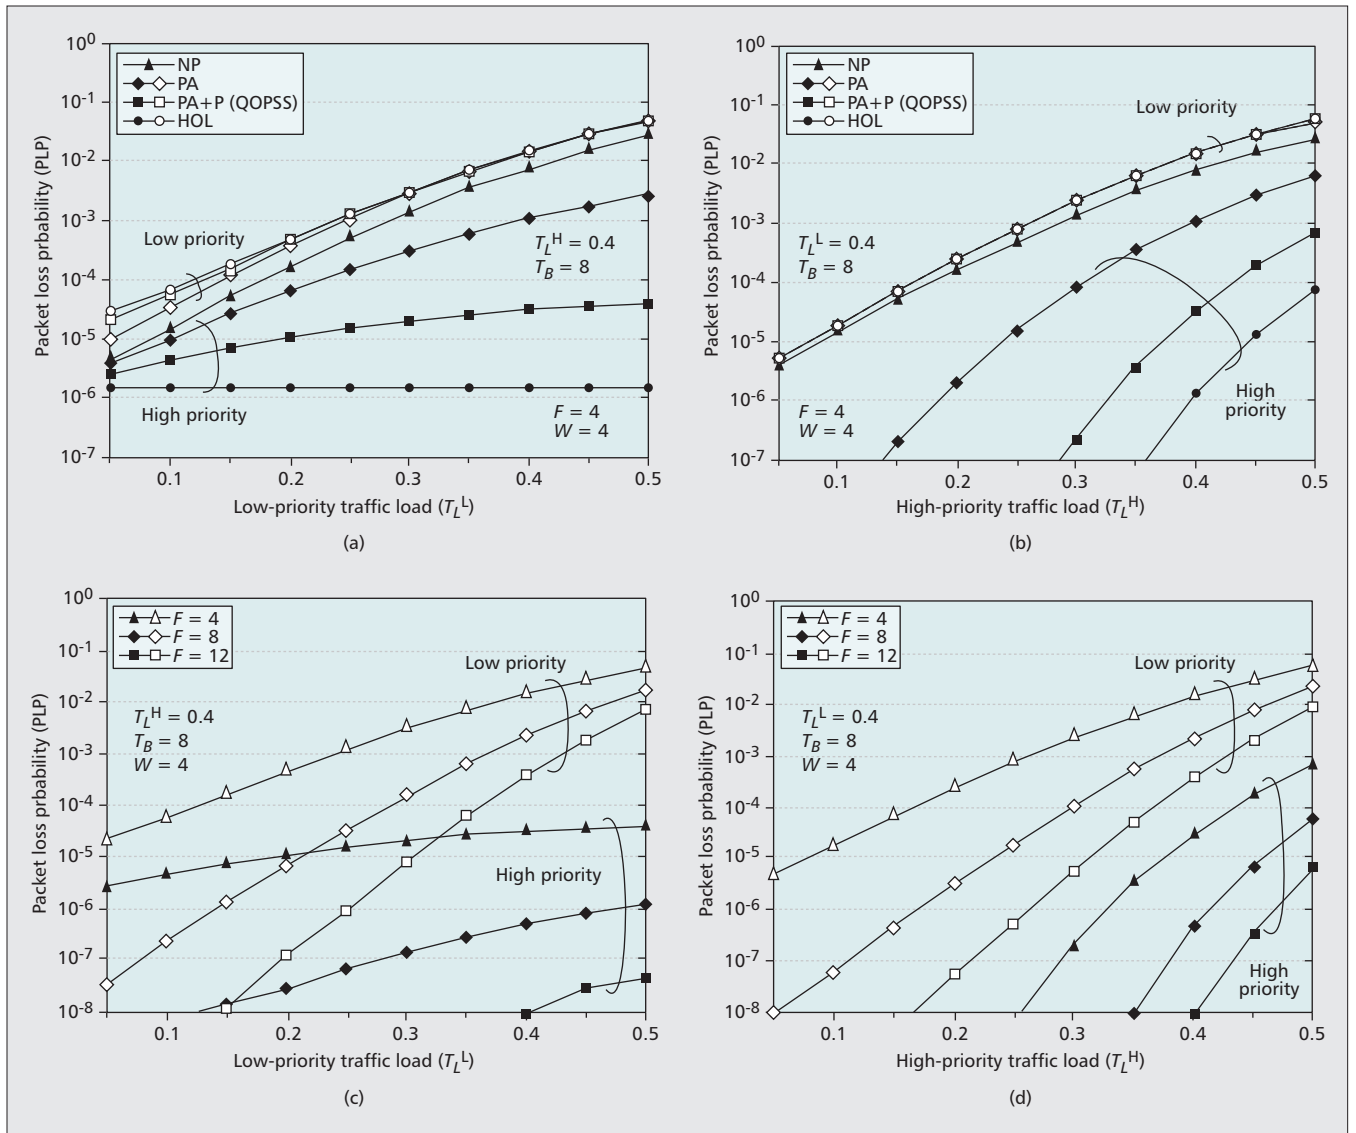 10^0
10^-1
10^-2
10^-3
10^-4
10^-5
10^-6
10^-7
Packet loss prbability (PLP)
NP
PA
PA+P (QOPSS)
HOL
Low priority
High priority
T_L^H = 0.4
T_B = 8
F = 4
W = 4
0.1 0.2 0.3 0.4 0.5
Low-priority traffic load (T_L^L)
(a)
10^0
10^-1
10^-2
10^-3
10^-4
10^-5
10^-6
10^-7
Packet loss prbability (PLP)
NP
PA
PA+P (QOPSS)
HOL
Low priority
T_L^L = 0.4
T_B = 8
F = 4
W = 4
High
priority
0.1 0.2 0.3 0.4 0.5
High-priority traffic load (T_L^H)
(b)
10^0
10^-1
10^-2
10^-3
10^-4
10^-5
10^-6
10^-7
10^-8
Packet loss prbability (PLP)
F = 4
F = 8
F = 12
Low priority
T_L^H = 0.4
T_B = 8
W = 4
High priority
0.1 0.2 0.3 0.4 0.5
Low-priority traffic load (T_L^L)
(c)
10^0
10^-1
10^-2
10^-3
10^-4
10^-5
10^-6
10^-7
10^-8
Packet loss prbability (PLP)
F = 4
F = 8
F = 12
Low priority
T_L^L = 0.4
T_B = 8
W = 4
High
priority
0.1 0.2 0.3 0.4 0.5
High-priority traffic load (T_L^H)
(d)